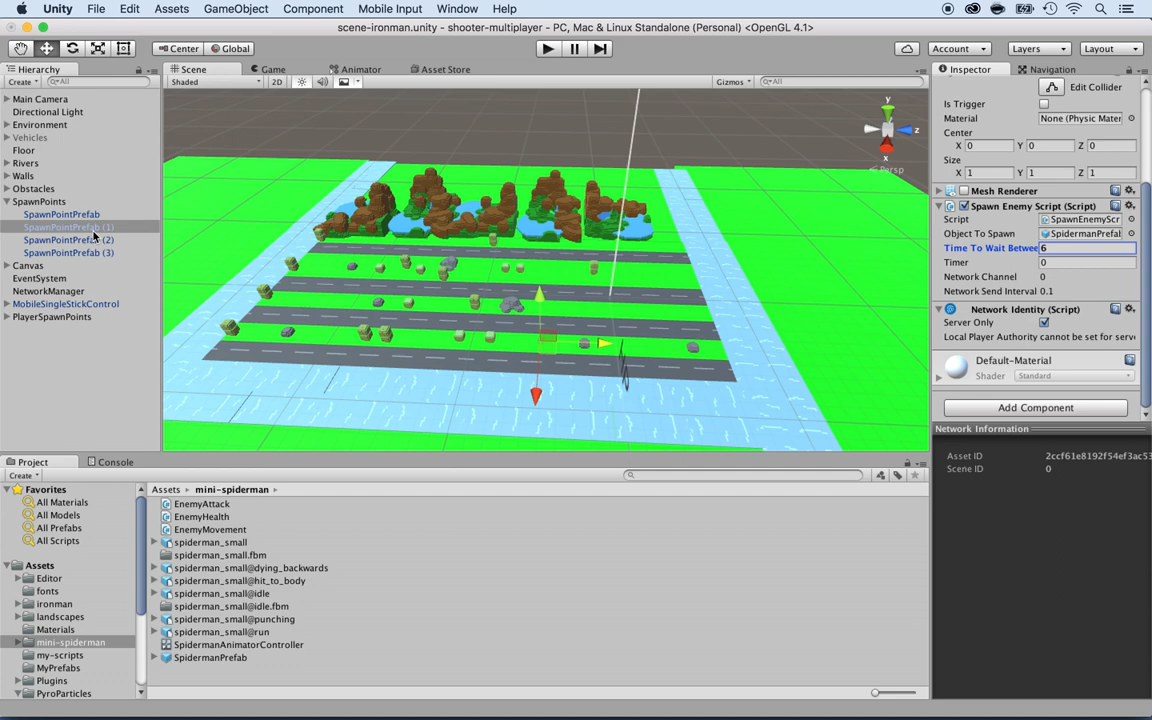 Unity File Edit Assets GameObject Component Mobile Input Window Help
scene-ironman.unity - shooter-multiplayer - PC, Mac & Linux Standalone (Personal) <OpenGL 4.1>
Center Global Account Layers Layout
Hierarchy
Create All
Main Camera
Directional Light
Environment
Vehicles
Floor
Rivers
Walls
Obstacles
SpawnPoints
SpawnPointPrefab
SpawnPointPrefab (1)
SpawnPointPrefab (2)
SpawnPointPrefab (3)
Canvas
EventSystem
NetworkManager
MobileSingleStickControl
PlayerSpawnPoints
Scene Game Animator Asset Store
Shaded 2D Gizmos All
y
z
x
Persp
Inspector Navigation
Edit Collider
Is Trigger
Material None (Physic Mater
Center
X 0 Y 0 Z 0
Size
X 1 Y 1 Z 1
Mesh Renderer
Spawn Enemy Script (Script)
Script SpawnEnemyScr
Object To Spawn SpidermanPrefal
Time To Wait Betwee 6
Timer 0
Network Channel 0
Network Send Interval 0.1
Network Identity (Script)
Server Only
Local Player Authority cannot be set for serve
Default-Material
Shader Standard
Add Component
Network Information
Asset ID 2ccf61e8192f54ef3ac53
Scene ID 0
Project Console
Create
Favorites
All Materials
All Models
All Prefabs
All Scripts
Assets
Editor
fonts
ironman
landscapes
Materials
mini-spiderman
my-scripts
MyPrefabs
Plugins
PyroParticles
Assets mini-spiderman
EnemyAttack
EnemyHealth
EnemyMovement
spiderman_small
spiderman_small.fbm
spiderman_small@dying_backwards
spiderman_small@hit_to_body
spiderman_small@idle
spiderman_small@idle.fbm
spiderman_small@punching
spiderman_small@run
SpidermanAnimatorController
SpidermanPrefab